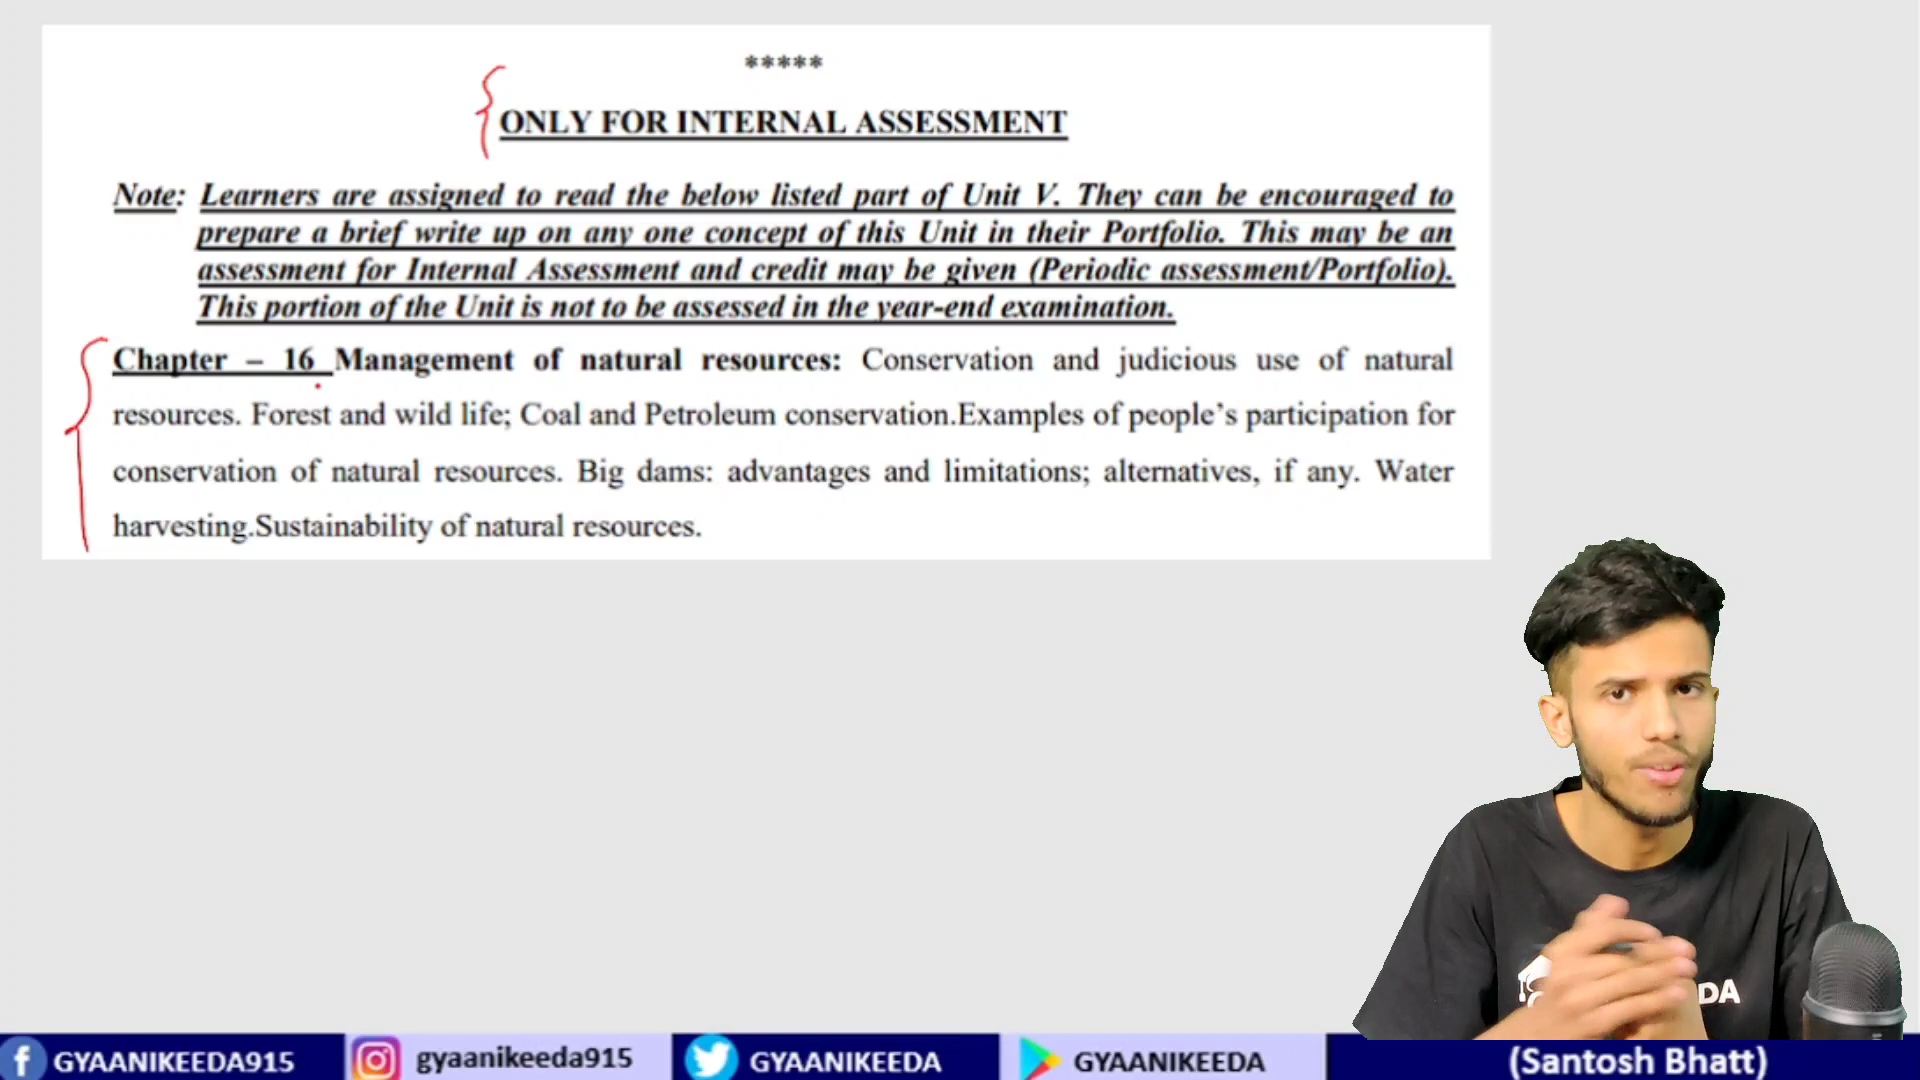 *****
ONLY FOR INTERNAL ASSESSMENT
Note: Learners are assigned to read the below listed part of Unit V. They can be encouraged to
prepare a brief write up on any one concept of this Unit in their Portfolio. This may be an
assessment for Internal Assessment and credit may be given (Periodic assessment/Portfolio).
This portion of the Unit is not to be assessed in the year-end examination.
Chapter – 16 Management of natural resources: Conservation and judicious use of natural
resources. Forest and wild life; Coal and Petroleum conservation.Examples of people's participation for
conservation of natural resources. Big dams: advantages and limitations; alternatives, if any. Water
harvesting.Sustainability of natural resources.
DA
GYAANIKEEDA915 gyaanikeeda915 GYAANIKEEDA GYAANIKEEDA (Santosh Bhatt)